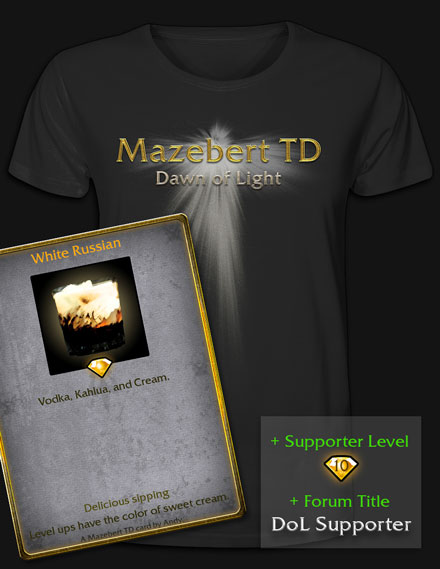 Mazebert TD
Dawn of Light
White Russian
Vodka, Kahlua, and Cream.
Delicious sipping
Level ups have the color of sweet cream.
A Mazebert TD card by Andy
+ Supporter Level
10
+ Forum Title
DoL Supporter